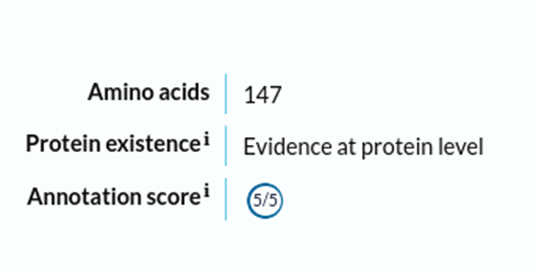 Amino acids 147
Protein existence i Evidence at protein level
Annotation score i 5/5